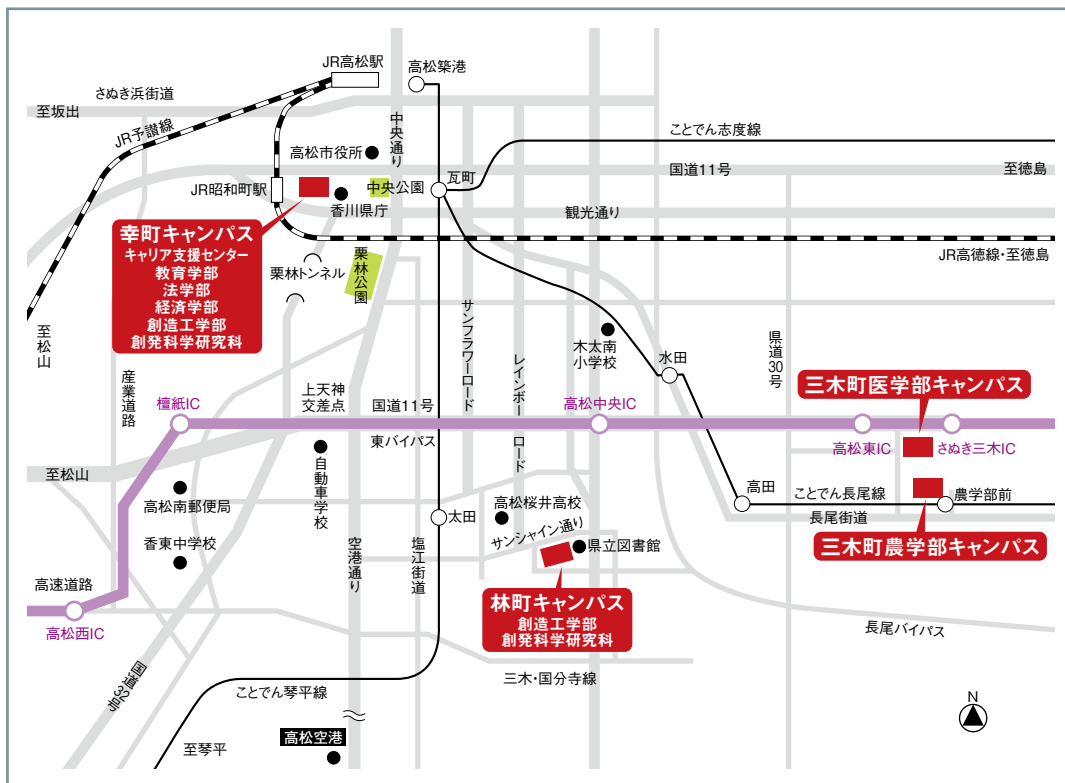 JR高松駅
高松築港
さぬき浜街道
至坂出
JR予讃線
中央通り
高松市役所
ことでん志度線
国道11号
至徳島
JR昭和町駅
中央公園
瓦町
香川県庁
観光通り
幸町キャンパス
キャリア支援センター
教育学部
法学部
経済学部
創造工学部
創発科学研究科
栗林トンネル
栗林公園
JR高徳線・至徳島
至松山
産業道路
サンフラワーロード
レインボーロード
木太南
小学校
水田
県道30号
三木町医学部キャンパス
檀紙IC
上天神
交差点
国道11号
高松中央IC
東バイパス
高松東IC
さぬき三木IC
至松山
自動車学校
高松南郵便局
高田
ことでん長尾線
農学部前
長尾街道
太田
高松桜井高校
サンシャイン通り
県立図書館
三木町農学部キャンパス
香東中学校
空港通り
塩江街道
高速道路
林町キャンパス
創造工学部
創発科学研究科
高松西IC
長尾バイパス
国道32号
三木・国分寺線
ことでん琴平線
高松空港
至琴平
N